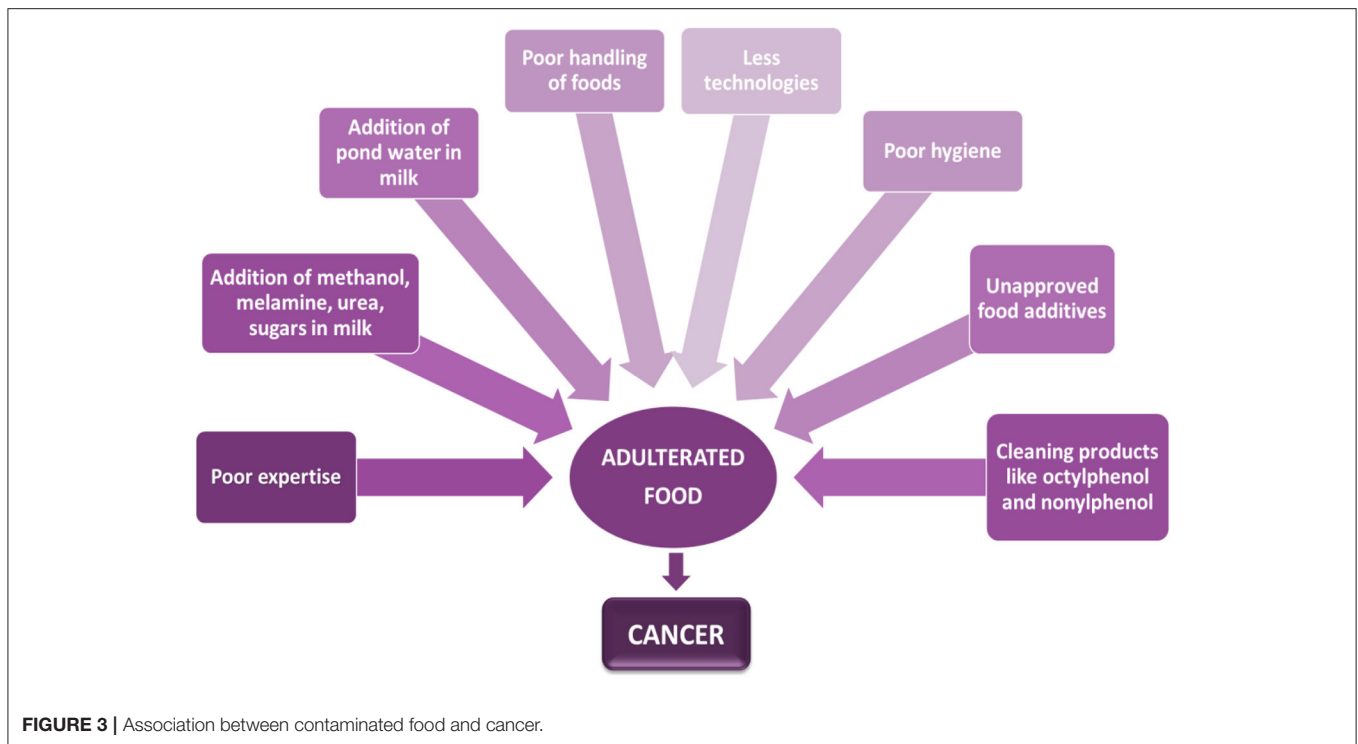 Poor handling
of foods
Less
technologies
Addition of
pond water in
milk
Poor hygiene
Addition of methanol,
melamine, urea,
sugars in milk
Unapproved
food additives
Poor expertise
ADULTERATED
FOOD
Cleaning products
like octylphenol
and nonylphenol
CANCER
FIGURE 3 | Association between contaminated food and cancer.